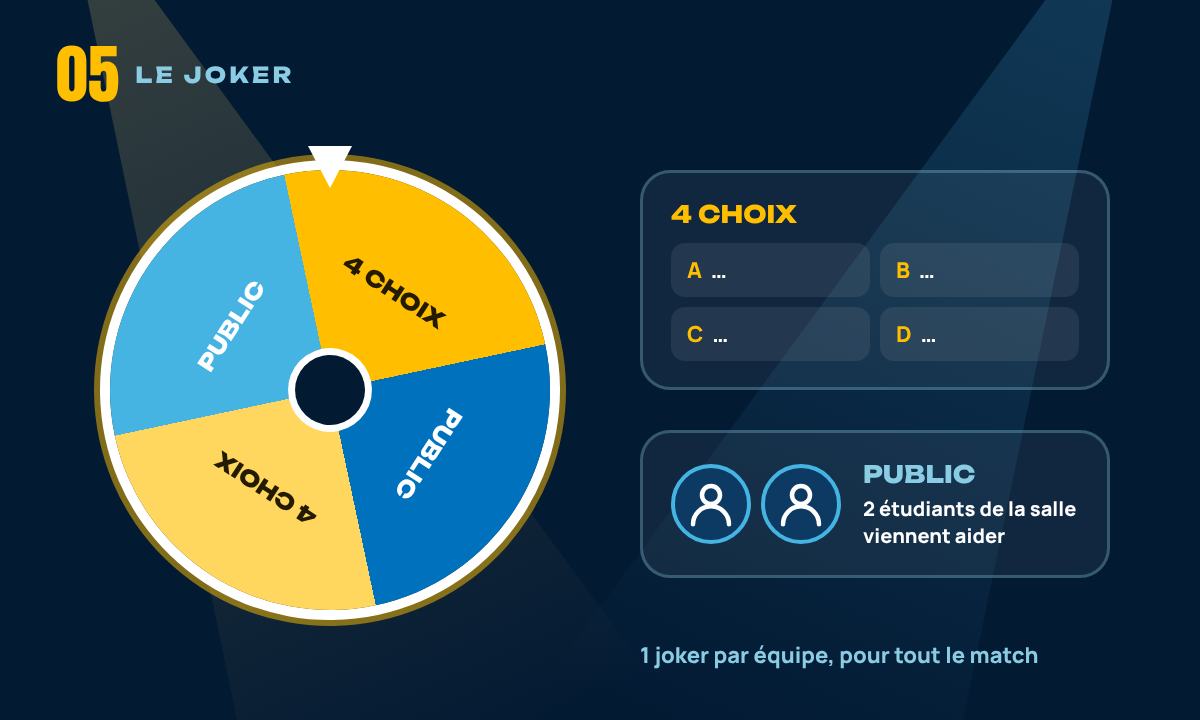 05 LE JOKER
4 CHOIX
PUBLIC
PUBLIC
4 CHOIX
4 CHOIX
A ...
B ...
C ...
D ...
PUBLIC
2 étudiants de la salle
viennent aider
1 joker par équipe, pour tout le match